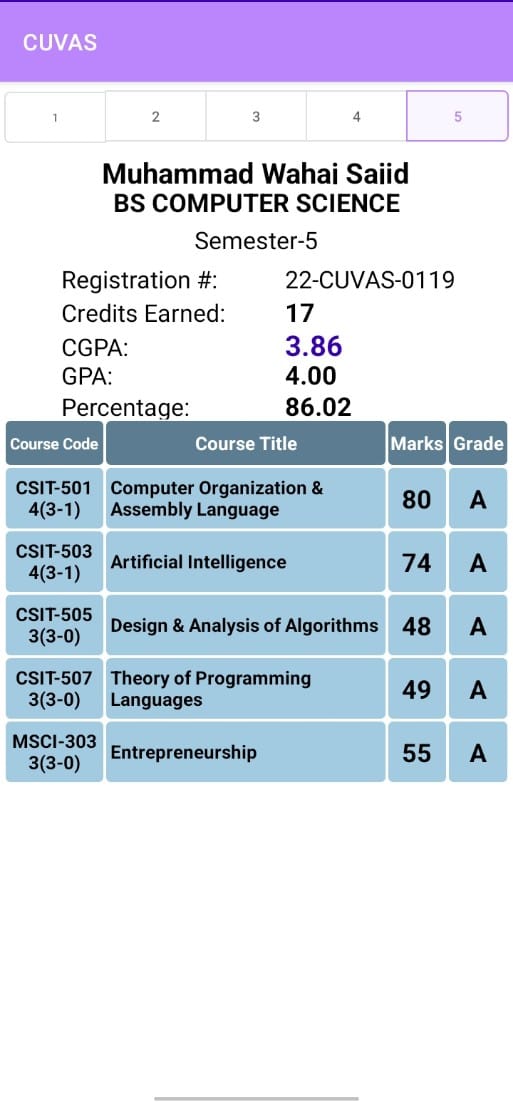 CUVAS
1 2 3 4 5
Muhammad Wahai Saiid
BS COMPUTER SCIENCE
Semester-5
Registration #: 22-CUVAS-0119
Credits Earned: 17
CGPA: 3.86
GPA: 4.00
Percentage: 86.02
Course Code Course Title Marks Grade
CSIT-501 4(3-1) Computer Organization & Assembly Language 80 A
CSIT-503 4(3-1) Artificial Intelligence 74 A
CSIT-505 3(3-0) Design & Analysis of Algorithms 48 A
CSIT-507 3(3-0) Theory of Programming Languages 49 A
MSCI-303 3(3-0) Entrepreneurship 55 A